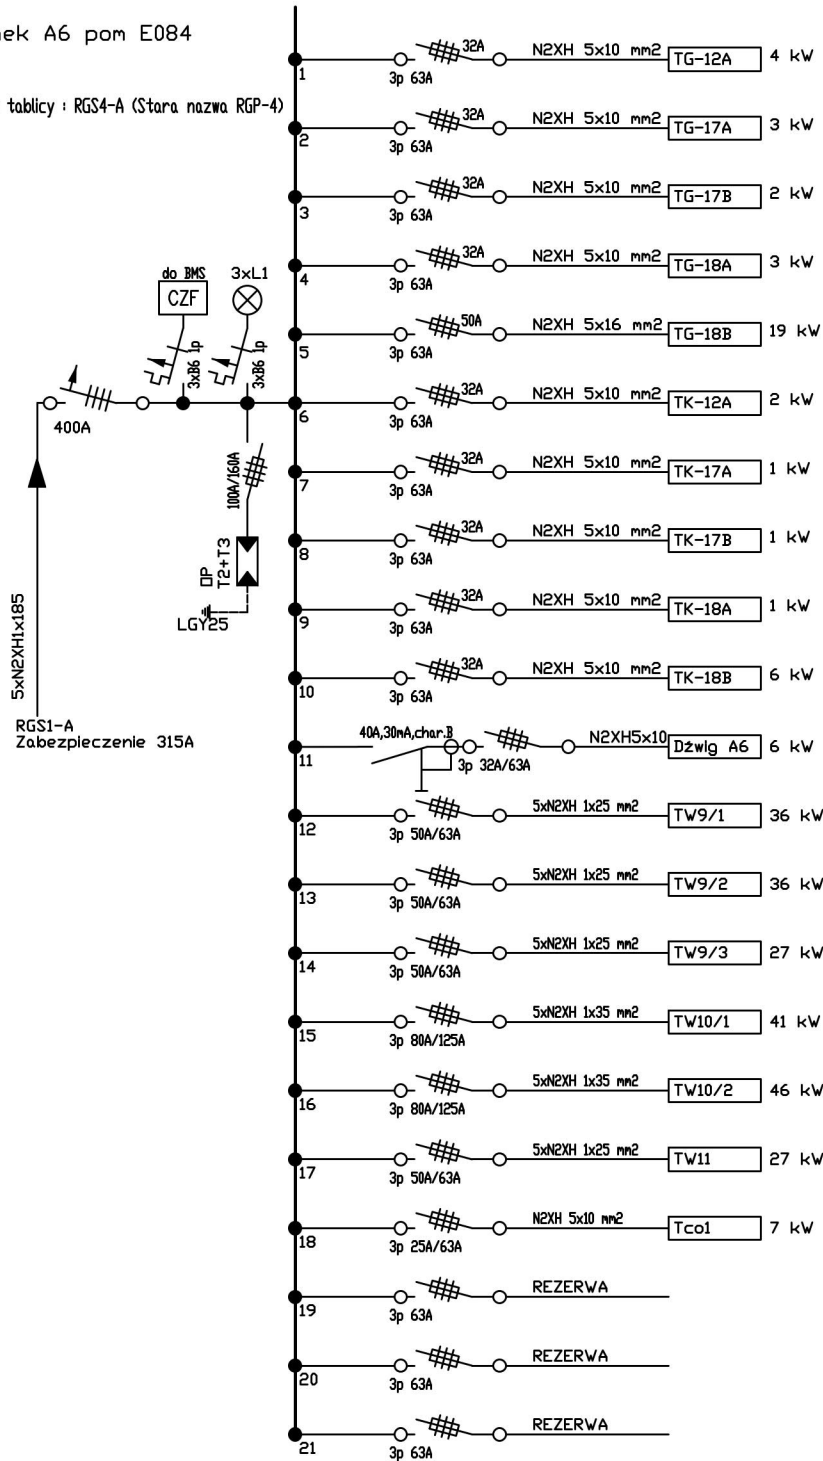 ek A6 pom E084
tablicy : RGS4-A (Stara nazwa RGP-4)
1 3p 63A 32A N2XH 5x10 mm2 TG-12A 4 kW
2 3p 63A 32A N2XH 5x10 mm2 TG-17A 3 kW
3 3p 63A 32A N2XH 5x10 mm2 TG-17B 2 kW
4 3p 63A 32A N2XH 5x10 mm2 TG-18A 3 kW
5 3p 63A 50A N2XH 5x16 mm2 TG-18B 19 kW
6 3p 63A 32A N2XH 5x10 mm2 TK-12A 2 kW
7 3p 63A 32A N2XH 5x10 mm2 TK-17A 1 kW
8 3p 63A 32A N2XH 5x10 mm2 TK-17B 1 kW
9 3p 63A 32A N2XH 5x10 mm2 TK-18A 1 kW
10 3p 63A 32A N2XH 5x10 mm2 TK-18B 6 kW
11 40A,30mA,char.B 3p 32A/63A N2XH5x10 Dźwig A6 6 kW
12 3p 50A/63A 5xN2XH 1x25 mm2 TW9/1 36 kW
13 3p 50A/63A 5xN2XH 1x25 mm2 TW9/2 36 kW
14 3p 50A/63A 5xN2XH 1x25 mm2 TW9/3 27 kW
15 3p 80A/125A 5xN2XH 1x35 mm2 TW10/1 41 kW
16 3p 80A/125A 5xN2XH 1x35 mm2 TW10/2 46 kW
17 3p 50A/63A 5xN2XH 1x25 mm2 TW11 27 kW
18 3p 25A/63A N2XH 5x10 mm2 Tco1 7 kW
19 3p 63A REZERWA
20 3p 63A REZERWA
21 3p 63A REZERWA
do BMS
CZF
3xL1
3xB6 1p
3xB6 1p
400A
100A/160A
OP
T2+T3
LGY25
5xN2XH1x185
RGS1-A
Zabezpieczenie 315A